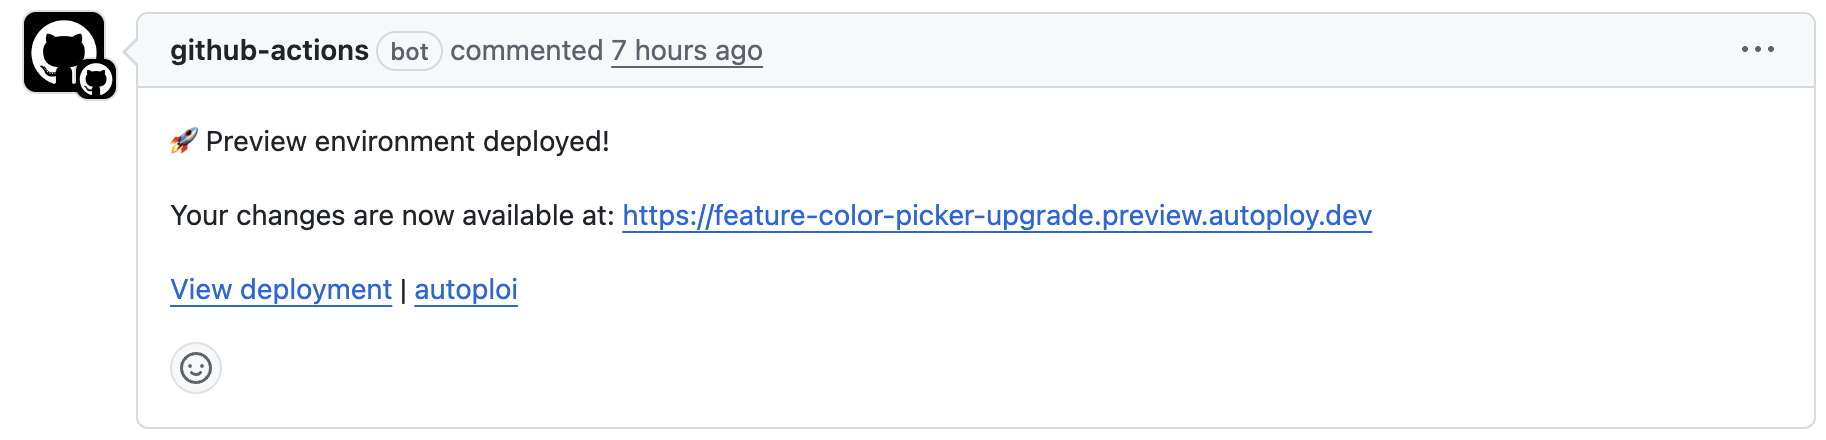 github-actions bot commented 7 hours ago
🚀 Preview environment deployed!
Your changes are now available at: https://feature-color-picker-upgrade.preview.autoploy.dev
View deployment | autoploi